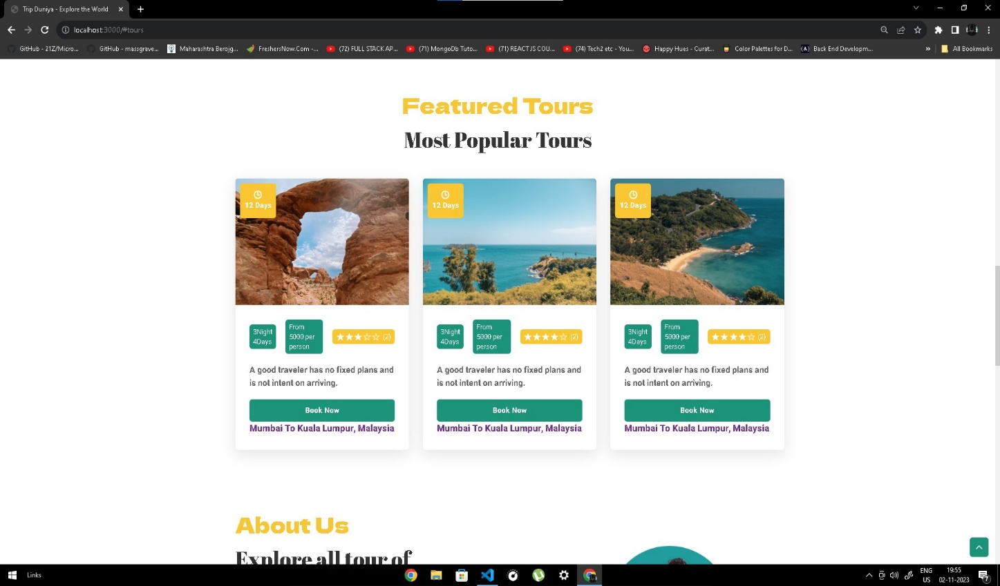 Trip Duniya - Explore the World
localhost:3000/#tours
GitHub - 21Z/Micro...
GitHub - massgrave...
Maharashtra Berojg...
FreshersNow.Com -...
(72) FULL STACK AP...
(71) MongoDb Tuto...
(71) REACT JS COU...
(74) Tech2 etc - You...
Happy Hues - Curat...
Color Palettes for D...
Back End Developm...
»
All Bookmarks
Featured Tours
Most Popular Tours
12 Days
12 Days
12 Days
3Night
4Days
From
5000 per
person
(2)
3Night
4Days
From
5000 per
person
(2)
3Night
4Days
From
5000 per
person
(2)
A good traveler has no fixed plans and
is not intent on arriving.
A good traveler has no fixed plans and
is not intent on arriving.
A good traveler has no fixed plans and
is not intent on arriving.
Book Now
Book Now
Book Now
Mumbai To Kuala Lumpur, Malaysia
Mumbai To Kuala Lumpur, Malaysia
Mumbai To Kuala Lumpur, Malaysia
About Us
Explore all tour of
Links
ENG
US
19:55
02-11-2023
7